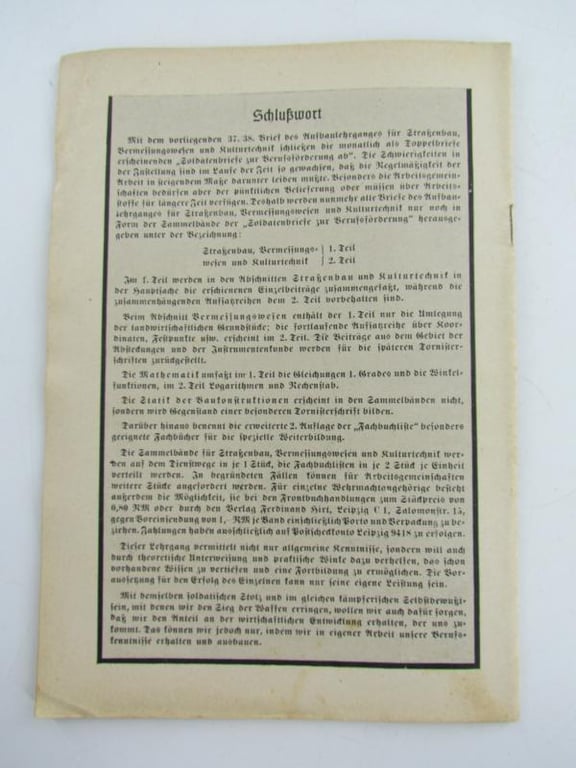 Schlußwort
Mit dem vorliegenden 37. 38. Brief des Aufbaulehrganges für Straßenbau,
Vermessungswesen und Kulturtechnik schließen die monatlich als Doppelbriefe
erscheinenden „Soldatenbriefe zur Berufsförderung ab“. Die Schwierigkeiten in
der Zustellung sind im Laufe der Zeit so gewachsen, daß die Regelmäßigkeit der
Arbeit in steigendem Maße darunter leiden mußte. Besonders die Arbeitsgemein-
schaften bedürfen aber der pünktlichen Belieferung oder müssen über Arbeits-
stoffe für längere Zeit verfügen. Deshalb werden nunmehr alle Briefe des Aufbau-
lehrganges für Straßenbau, Vermessungswesen und Kulturtechnik nur noch in
Form der Sammelbände der „Soldatenbriefe zur Berufsförderung“ herausge-
geben unter der Bezeichnung:
Straßenbau, Vermessungs- } 1. Teil
wesen und Kulturtechnik } 2. Teil
Im 1. Teil werden in den Abschnitten Straßenbau und Kulturtechnik in
der Hauptsache die erschienenen Einzelbeiträge zusammengefaßt, während die
zusammenhängenden Aufsatzreihen dem 2. Teil vorbehalten sind.
Beim Abschnitt Vermessungswesen enthält der 1. Teil nur die Umlegung
der landwirtschaftlichen Grundstücke; die fortlaufende Aufsatzreihe über Koor-
dinaten, Festpunkte usw. erscheint im 2. Teil. Die Beiträge aus dem Gebiet der
Absteckungen und der Instrumentenkunde werden für die späteren Tornister-
schriften zurückgestellt.
Die Mathematik umfaßt im 1. Teil die Gleichungen 1. Grades und die Winkel-
funktionen, im 2. Teil Logarithmen und Rechenstab.
Die Statik der Baukonstruktionen erscheint in den Sammelbänden nicht,
sondern wird Gegenstand einer besonderen Tornisterschrift bilden.
Darüber hinaus benennt die erweiterte 2. Auflage der „Fachbuchliste“ besonders
geeignete Fachbücher für die spezielle Weiterbildung.
Die Sammelbände für Straßenbau, Vermessungswesen und Kulturtechnik wer-
den auf dem Dienstwege in je 1 Stück, die Fachbuchlisten in je 2 Stück je Einheit
verteilt werden. In begründeten Fällen können für Arbeitsgemeinschaften
weitere Stücke angefordert werden. Für einzelne Wehrmachtangehörige besteht
außerdem die Möglichkeit, sie bei den Frontbuchhandlungen zum Stückpreis von
0,80 RM oder durch den Verlag Ferdinand Hirt, Leipzig C 1, Salomonstr. 15,
gegen Voreinsendung von 1,- RM je Band einschließlich Porto und Verpackung zu be-
ziehen. Zahlungen haben ausschließlich auf Postscheckkonto Leipzig 9418 zu erfolgen.
Dieser Lehrgang vermittelt nicht nur allgemeine Kenntnisse, sondern will auch
durch theoretische Unterweisung und praktische Winke dazu verhelfen, das schon
vorhandene Wissen zu vertiefen und eine Fortbildung zu ermöglichen. Die Vor-
aussetzung für den Erfolg des Einzelnen kann nur seine eigene Leistung sein.
Mit demselben soldatischen Stolz und im gleichen kämpferischen Selbstbewußt-
sein, mit denen wir den Sieg der Waffen erringen, wollen wir auch dafür sorgen,
daß wir den Anteil an der wirtschaftlichen Entwicklung erhalten, der uns zu-
kommt. Das können wir jedoch nur, indem wir in eigener Arbeit unsere Berufs-
kenntnisse erhalten und ausbauen.